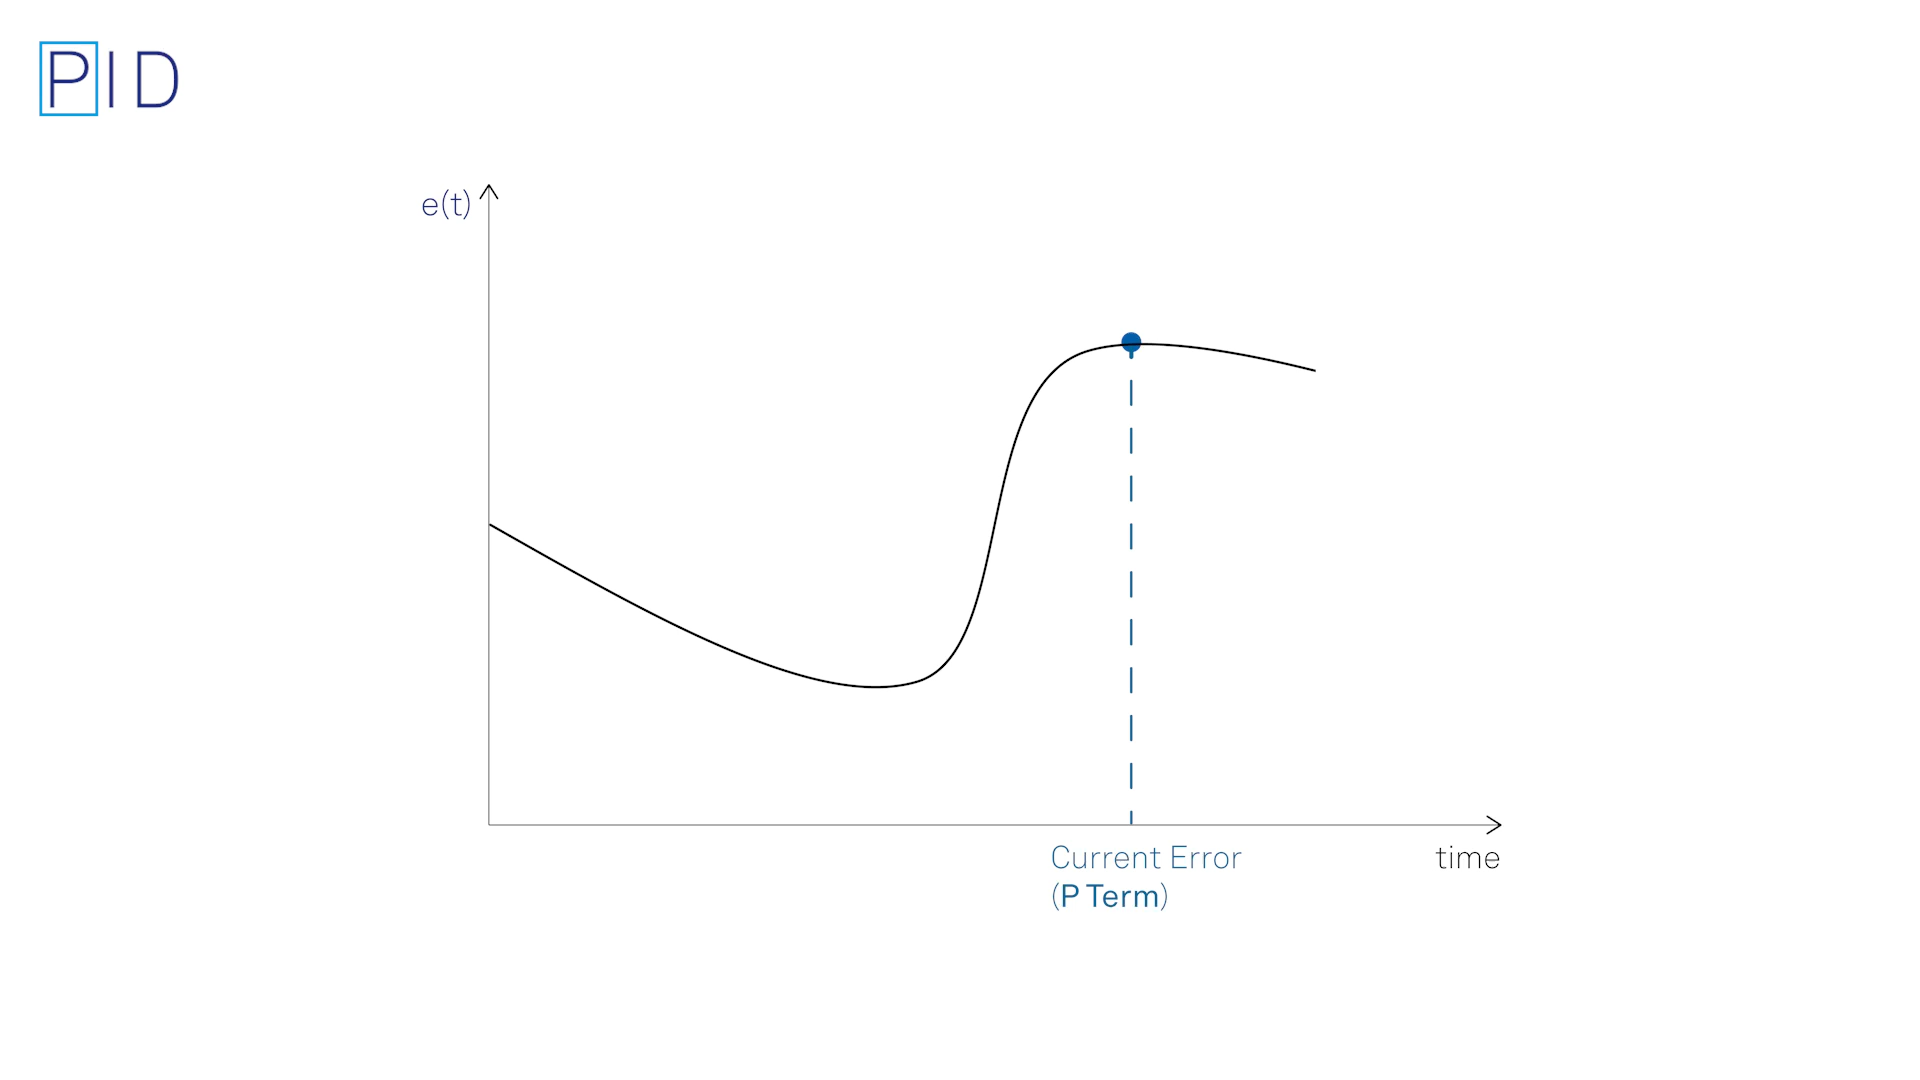 PID
e(t)
Current Error
(P Term)
time